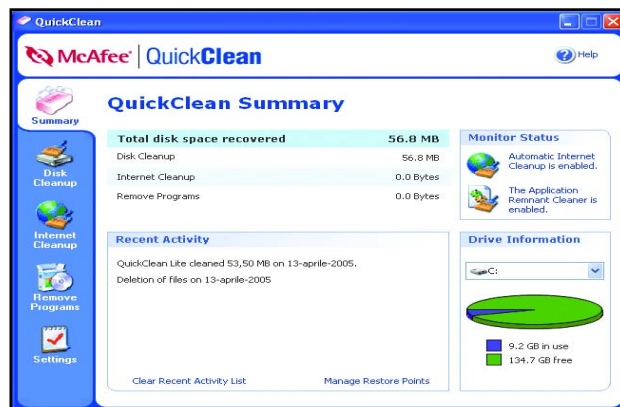 QuickClean
McAfee® | QuickClean
Help
Summary
Disk Cleanup
Internet Cleanup
Remove Programs
Settings
QuickClean Summary
Total disk space recovered 56.8 MB
Disk Cleanup 56.8 MB
Internet Cleanup 0.0 Bytes
Remove Programs 0.0 Bytes
Recent Activity
QuickClean Lite cleaned 53,50 MB on 13-aprile-2005.
Deletion of files on 13-aprile-2005
Clear Recent Activity List
Manage Restore Points
Monitor Status
Automatic Internet
Cleanup is enabled.
The Application
Remnant Cleaner is
enabled.
Drive Information
C:
9.2 GB in use
134.7 GB free